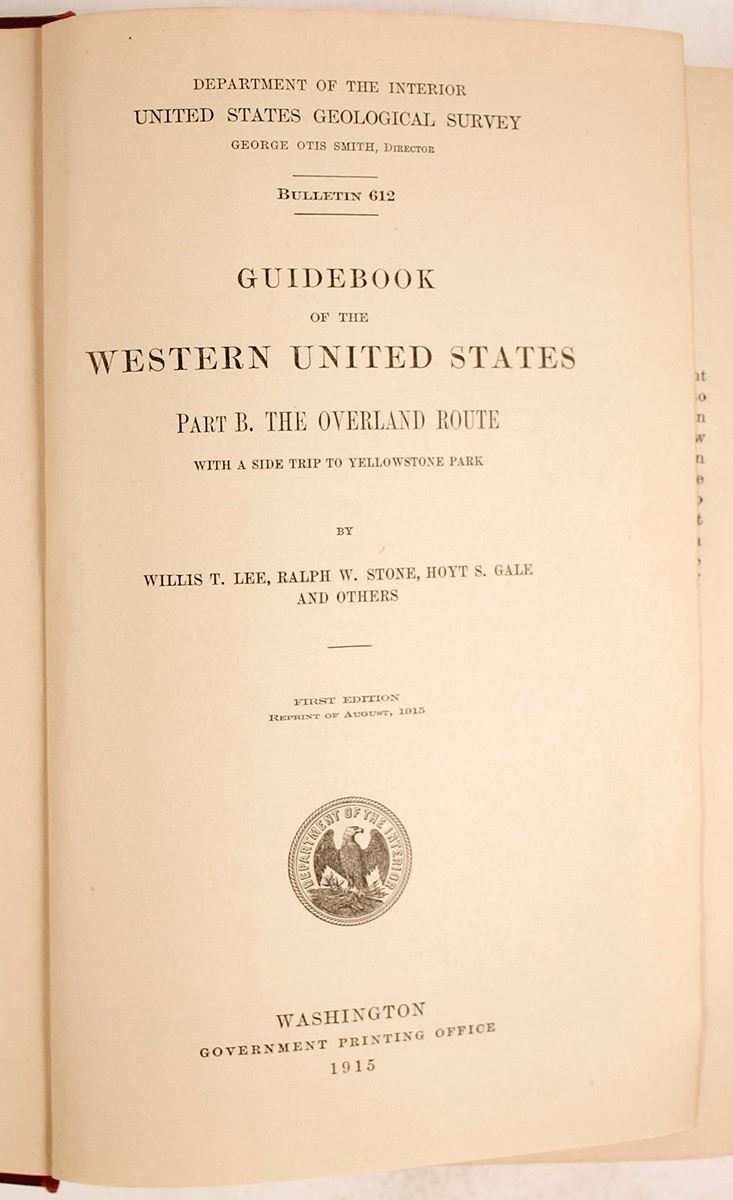 DEPARTMENT OF THE INTERIOR
UNITED STATES GEOLOGICAL SURVEY
GEORGE OTIS SMITH, DIRECTOR
BULLETIN 612
GUIDEBOOK
OF THE
WESTERN UNITED STATES
PART B. THE OVERLAND ROUTE
WITH A SIDE TRIP TO YELLOWSTONE PARK
BY
WILLIS T. LEE, RALPH W. STONE, HOYT S. GALE
AND OTHERS
FIRST EDITION
REPRINT OF AUGUST, 1915
DEPARTMENT OF THE INTERIOR
WASHINGTON
GOVERNMENT PRINTING OFFICE
1915